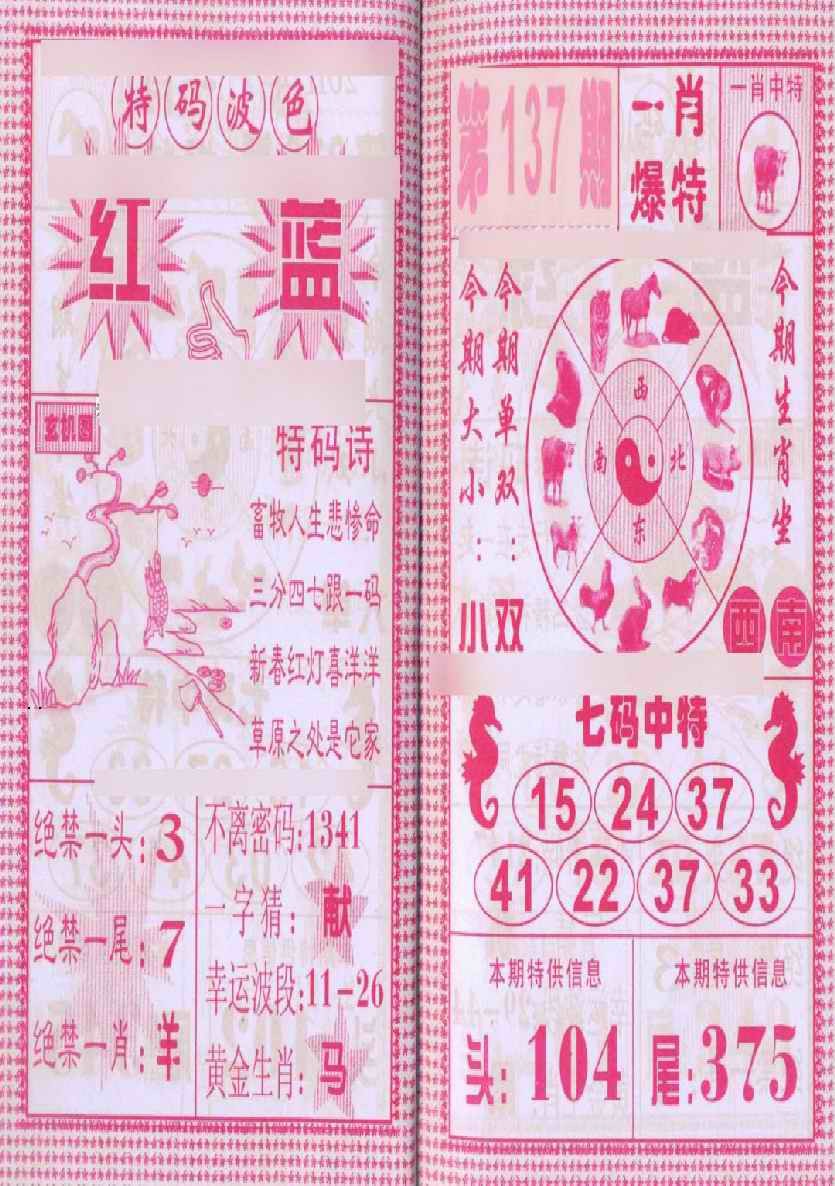 特码波色
红 蓝
玄机图
特码诗
畜牧人生悲惨命
三分四七跟一码
新春红灯喜洋洋
草原之处是它家
绝禁一头:3
绝禁一尾:7
绝禁一肖:羊
不离密码:1341
一字猜:献
幸运波段:11-26
黄金生肖:马
第137期
一肖
爆特
一肖中特
今期大小:小
今期单双:双
西
南 北
东
今期生肖坐
西南
七码中特
15 24 37
41 22 37 33
本期特供信息
头:104
本期特供信息
尾:375